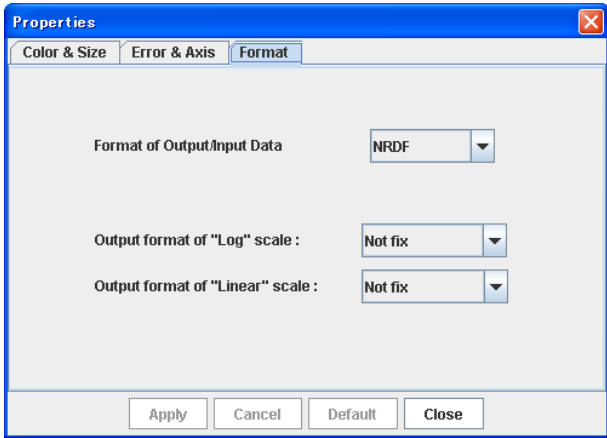 Properties
Color & Size Error & Axis Format
Format of Output/Input Data NRDF
Output format of "Log" scale : Not fix
Output format of "Linear" scale : Not fix
Apply Cancel Default Close